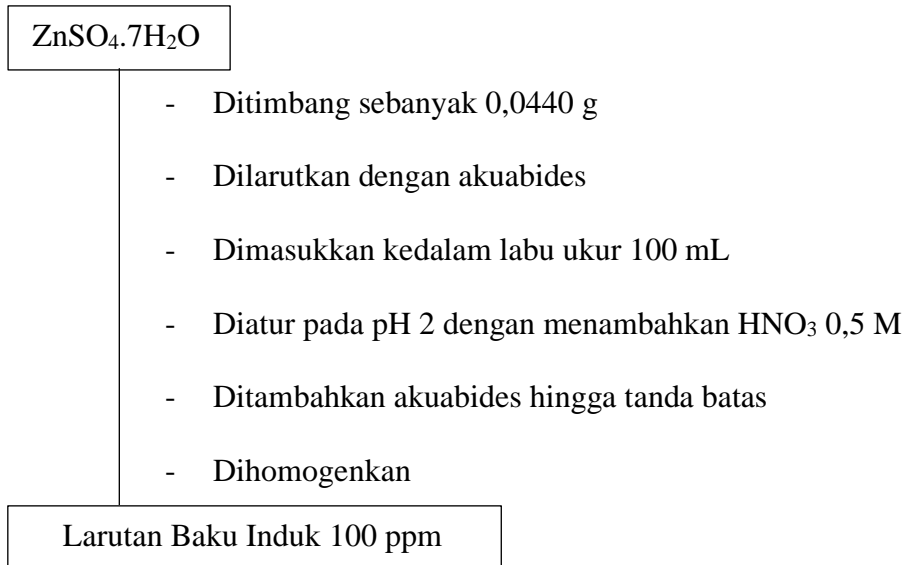 ZnSO₄.7H₂O
- Ditimbang sebanyak 0,0440 g
- Dilarutkan dengan akuabides
- Dimasukkan kedalam labu ukur 100 mL
- Diatur pada pH 2 dengan menambahkan HNO₃ 0,5 M
- Ditambahkan akuabides hingga tanda batas
- Dihomogenkan
Larutan Baku Induk 100 ppm